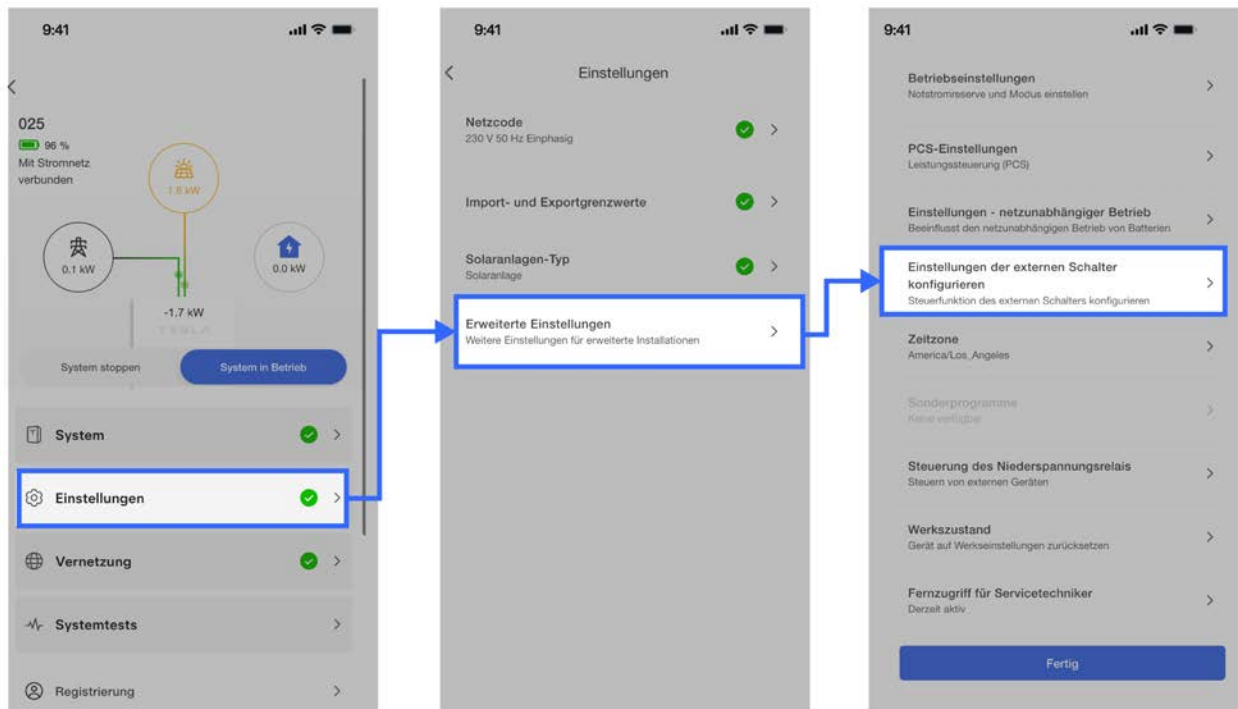 9:41
025
96 %
Mit Stromnetz
verbunden
1.8 kW
0.1 kW
0.0 kW
-1.7 kW
TESLA
System stoppen
System in Betrieb
System
Einstellungen
Vernetzung
Systemtests
Registrierung
9:41
Einstellungen
Netzcode
230 V 50 Hz Einphasig
Import- und Exportgrenzwerte
Solaranlagen-Typ
Solaranlage
Erweiterte Einstellungen
Weitere Einstellungen für erweiterte Installationen
9:41
Betriebseinstellungen
Notstromreserve und Modus einstellen
PCS-Einstellungen
Leistungssteuerung (PCS)
Einstellungen - netzunabhängiger Betrieb
Beeinflusst den netzunabhängigen Betrieb von Batterien
Einstellungen der externen Schalter
konfigurieren
Steuerfunktion des externen Schalters konfigurieren
Zeitzone
America/Los_Angeles
Sonderprogramme
Keine verfügbar
Steuerung des Niederspannungsrelais
Steuern von externen Geräten
Werkszustand
Gerät auf Werkseinstellungen zurücksetzen
Fernzugriff für Servicetechniker
Derzeit aktiv
Fertig